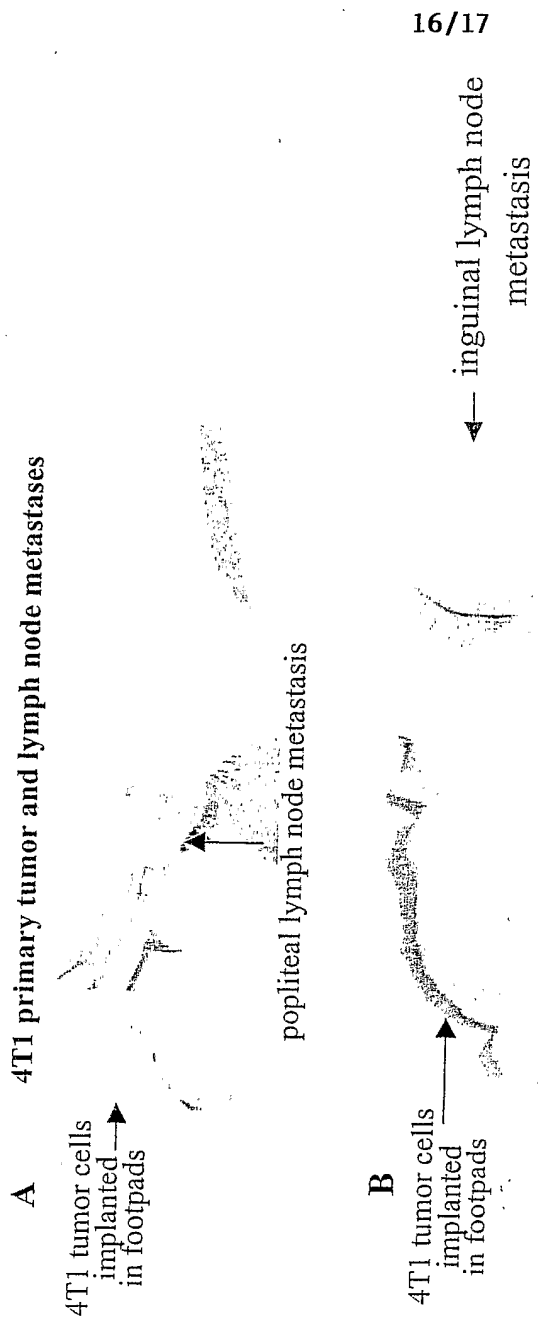 16/17
4T1 primary tumor and lymph node metastases
A
4T1 tumor cells
implanted
in footpads
popliteal lymph node metastasis
B
4T1 tumor cells
implanted
in footpads
inguinal lymph node
metastasis